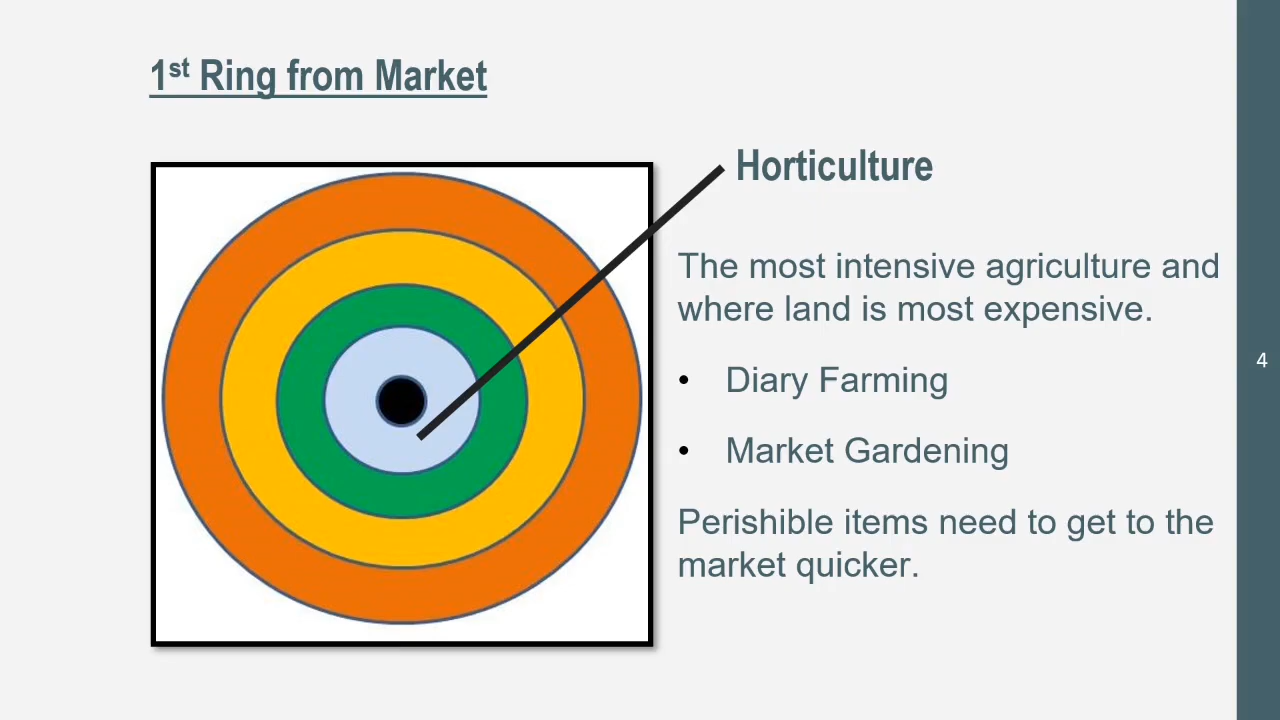 1st Ring from Market
Horticulture
The most intensive agriculture and
where land is most expensive.
• Diary Farming
• Market Gardening
Perishible items need to get to the
market quicker.
4